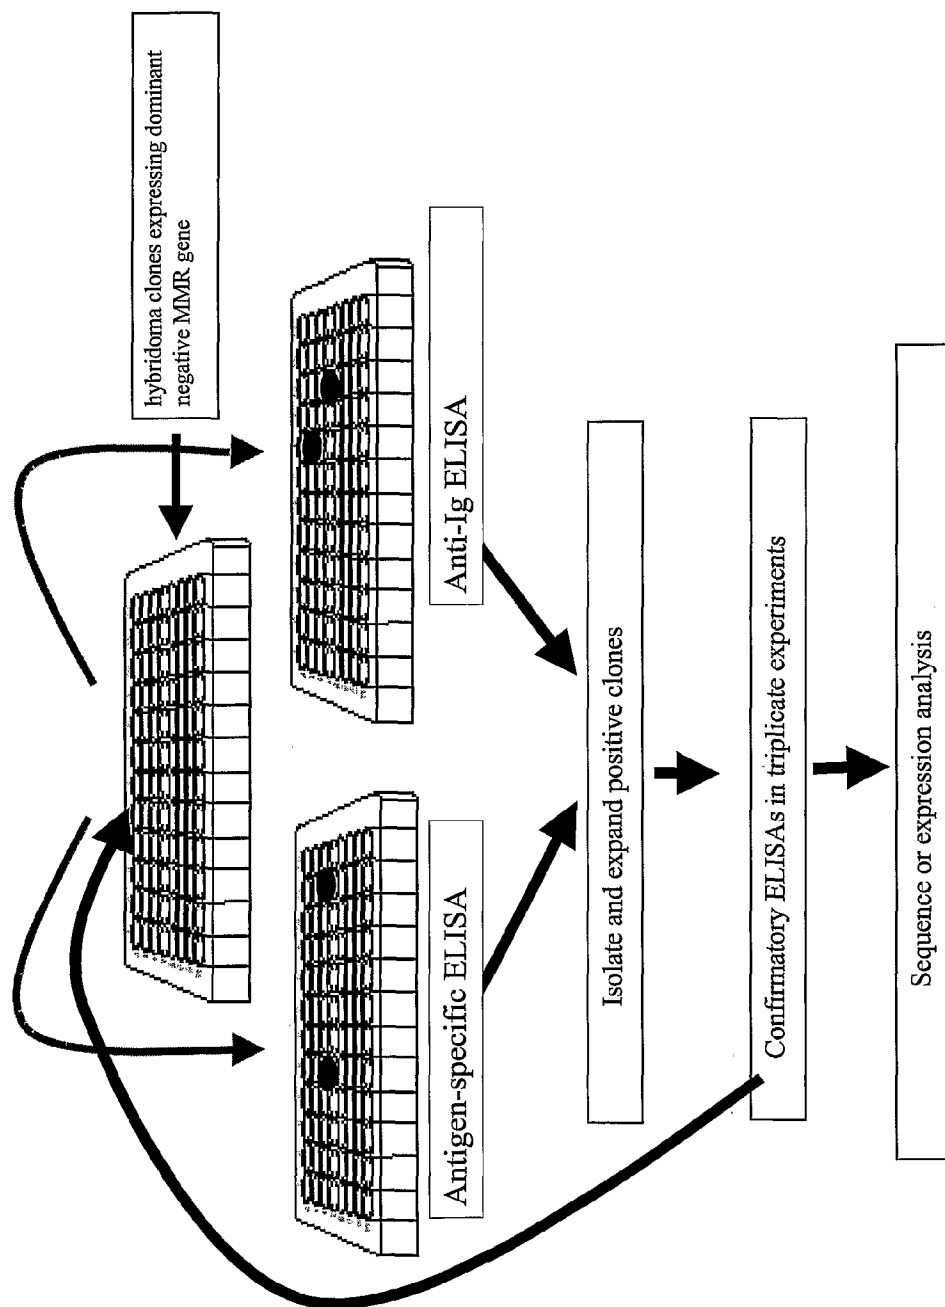 hybridoma clones expressing dominant
negative MMR gene
Antigen-specific ELISA
Anti-Ig ELISA
Isolate and expand positive clones
Confirmatory ELISAs in triplicate experiments
Sequence or expression analysis